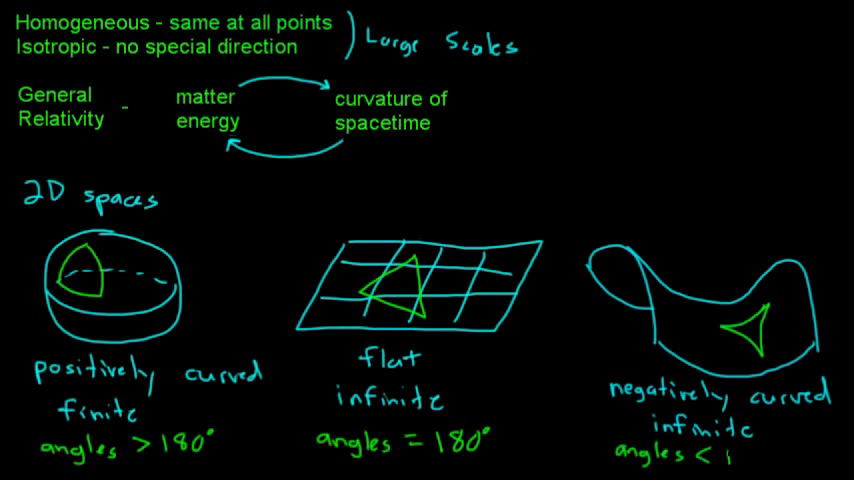 Homogeneous - same at all points
Isotropic - no special direction
Large Scales
General Relativity - matter energy
curvature of spacetime
2D spaces
positively curved
finite
angles > 180°
flat
infinite
angles = 180°
negatively curved
infinite
angles < 1